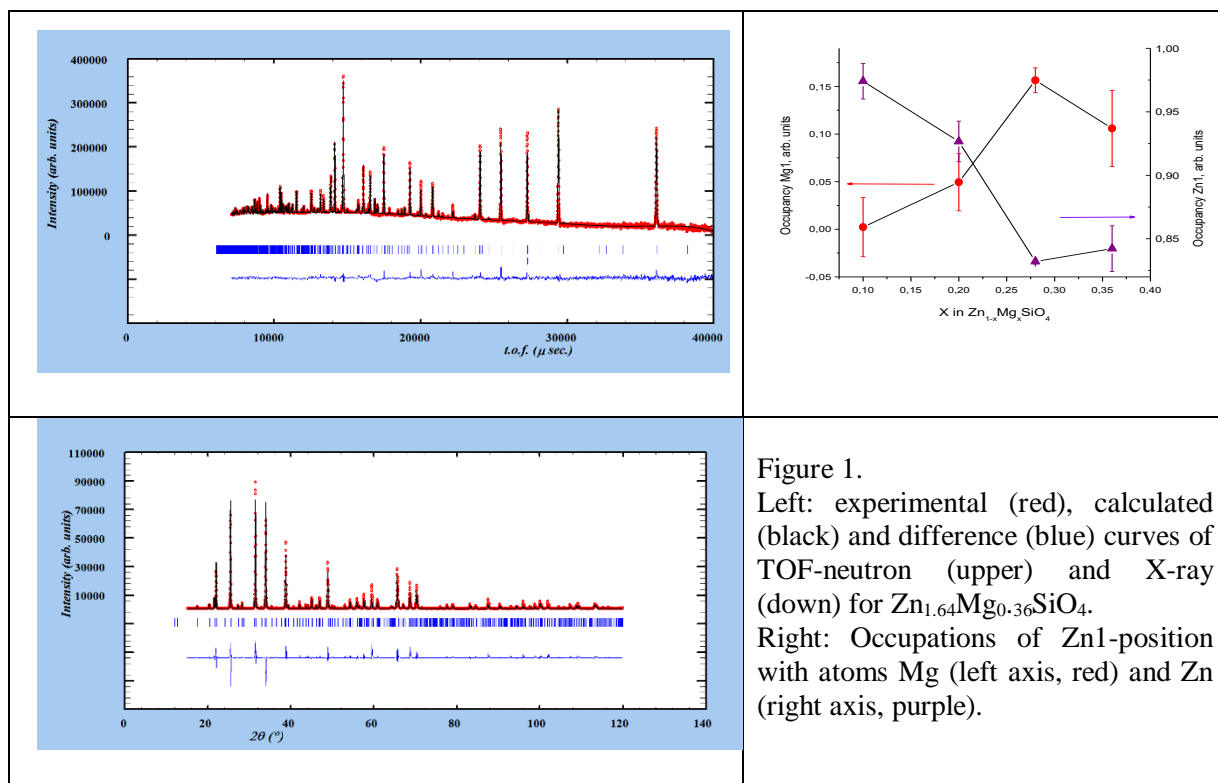 400000
300000
200000
100000
0
Intensity (arb. units)
0
10000
20000
30000
40000
t.o.f. (μ sec.)
0,15
0,10
0,05
0,00
-0,05
Occupancy Mg1, arb. units
1,00
0,95
0,90
0,85
Occupancy Zn1, arb. units
0,10
0,15
0,20
0,25
0,30
0,35
0,40
X in Zn1-xMgxSiO4
110000
90000
70000
50000
30000
10000
Intensity (arb. units)
0
20
40
60
80
100
120
140
2θ (°)
Figure 1.
Left: experimental (red), calculated
(black) and difference (blue) curves of
TOF-neutron (upper) and X-ray
(down) for Zn1.64Mg0.36SiO4.
Right: Occupations of Zn1-position
with atoms Mg (left axis, red) and Zn
(right axis, purple).